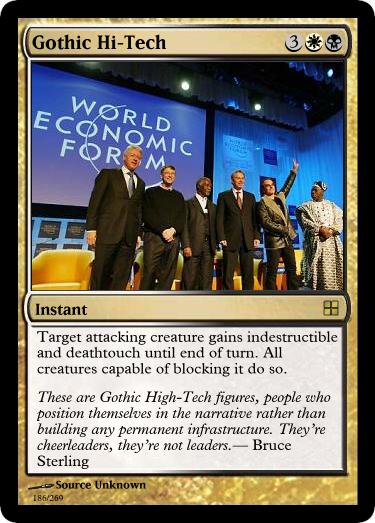 Gothic Hi-Tech
3
WORLD
ECONOMIC
FORUM
Instant
Target attacking creature gains indestructible
and deathtouch until end of turn. All
creatures capable of blocking it do so.
These are Gothic High-Tech figures, people who
position themselves in the narrative rather than
building any permanent infrastructure. They're
cheerleaders, they're not leaders.— Bruce
Sterling
Source Unknown
186/269